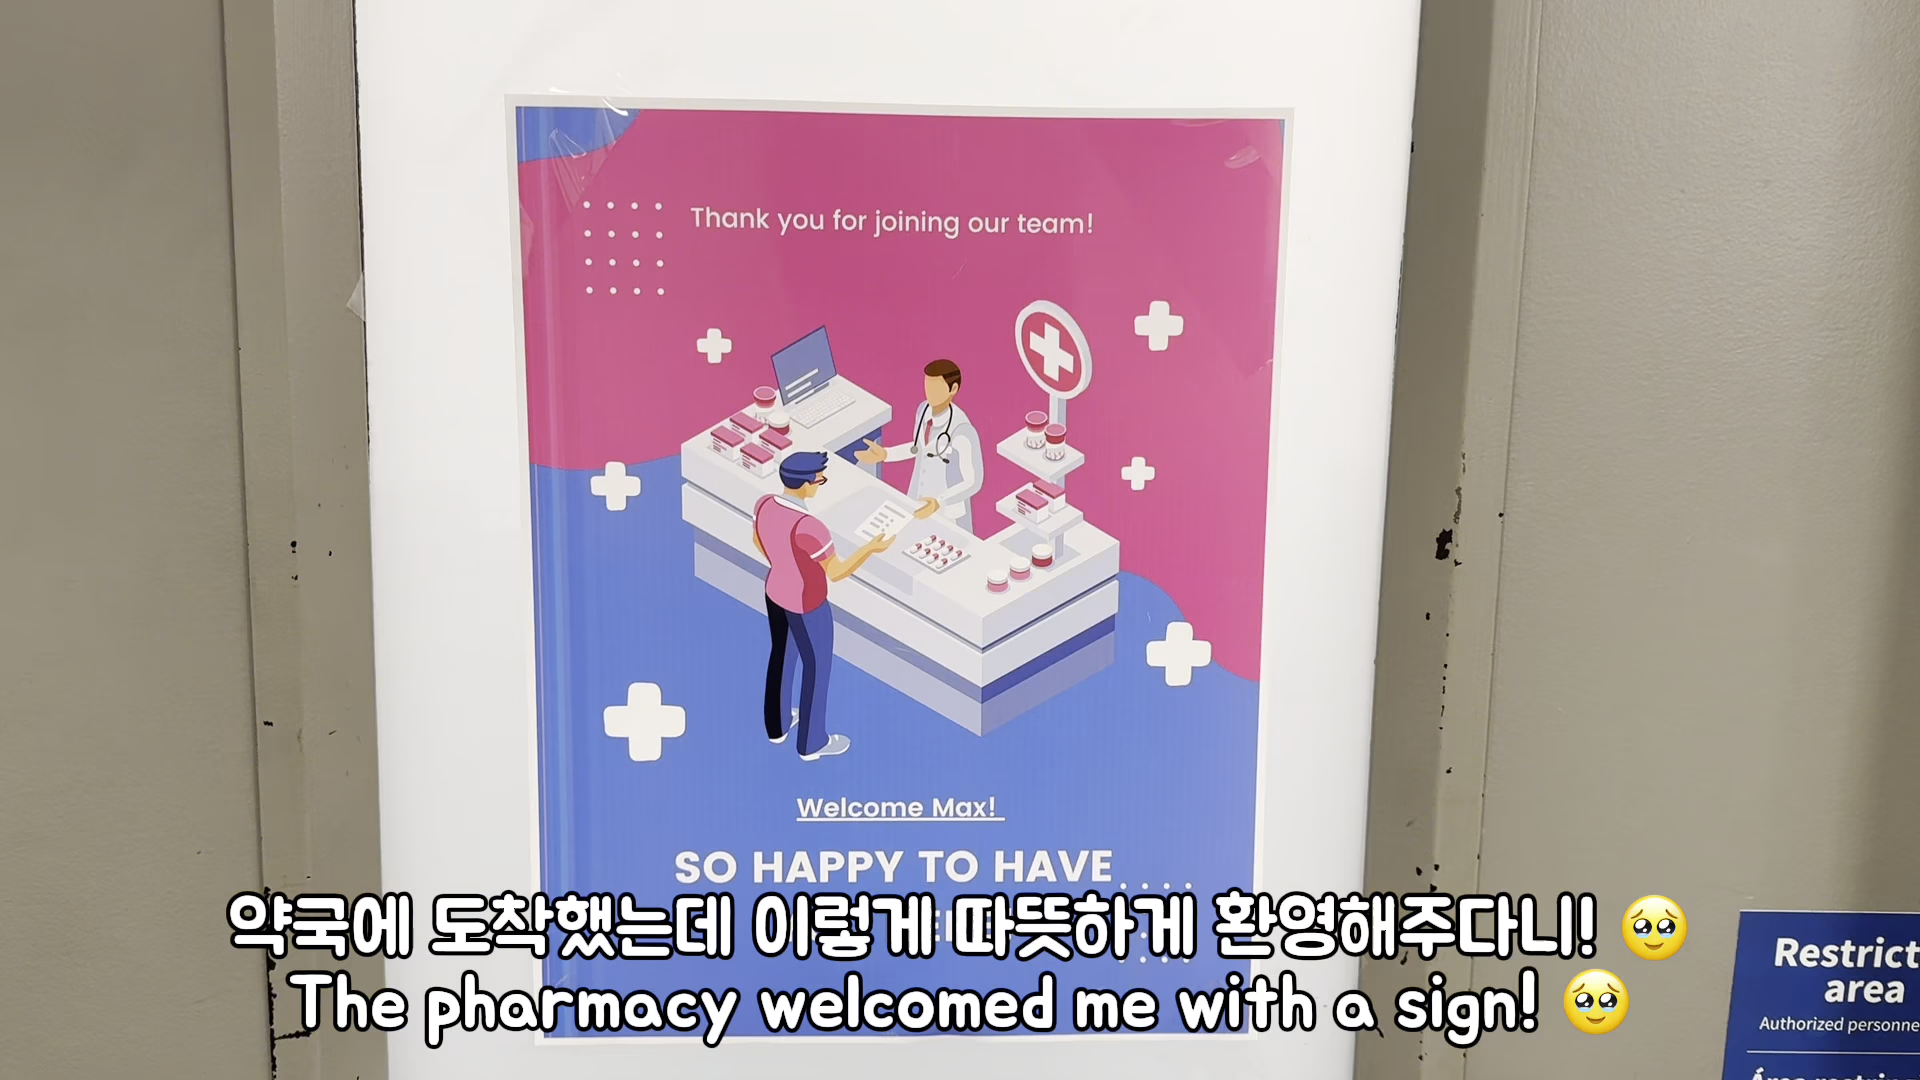 Thank you for joining our team!
Welcome Max!
SO HAPPY TO HAVE
약국에 도착했는데 이렇게 따뜻하게 환영해주다니! 🥹
The pharmacy welcomed me with a sign! 🥹
Restrict
area
Authorized personne